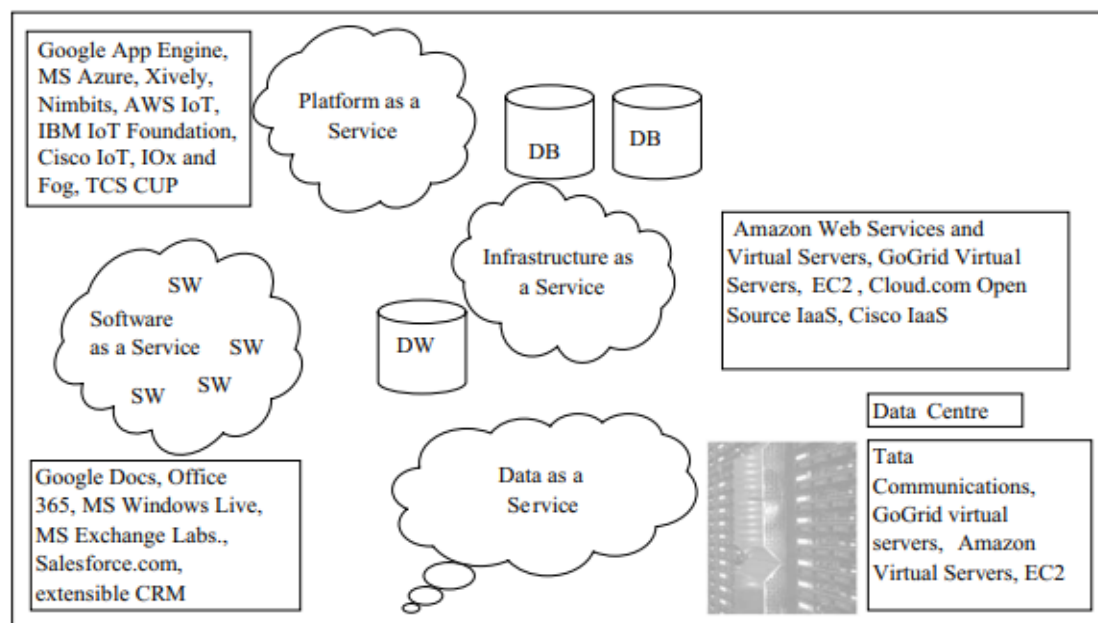 Google App Engine,
MS Azure, Xively,
Nimbits, AWS IoT,
IBM IoT Foundation,
Cisco IoT, IOx and
Fog, TCS CUP
Platform as a
Service
DB
DB
Infrastructure as
a Service
Amazon Web Services and
Virtual Servers, GoGrid Virtual
Servers, EC2 , Cloud.com Open
Source IaaS, Cisco IaaS
SW
Software
as a Service
SW
SW
SW
DW
Google Docs, Office
365, MS Windows Live,
MS Exchange Labs.,
Salesforce.com,
extensible CRM
Data as a
Service
Data Centre
Tata
Communications,
GoGrid virtual
servers, Amazon
Virtual Servers, EC2